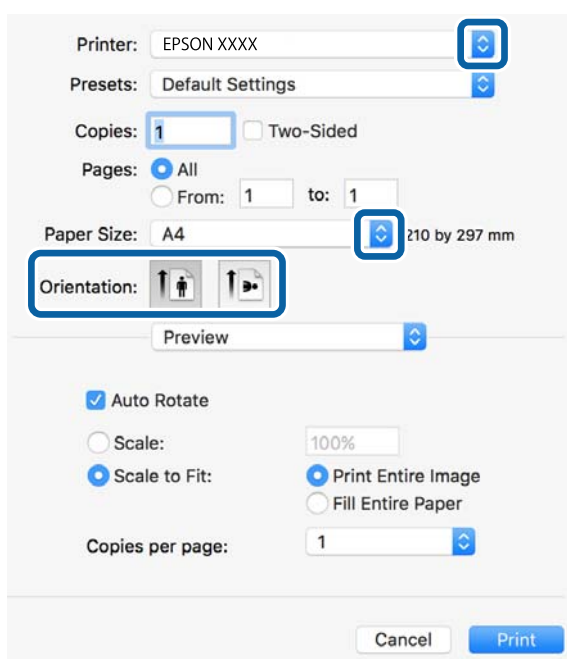 Printer: EPSON XXXX
Presets: Default Settings
Copies: 1 Two-Sided
Pages: All
From: 1 to: 1
Paper Size: A4 210 by 297 mm
Orientation:
Preview
Auto Rotate
Scale: 100%
Scale to Fit: Print Entire Image
Fill Entire Paper
Copies per page: 1
Cancel Print